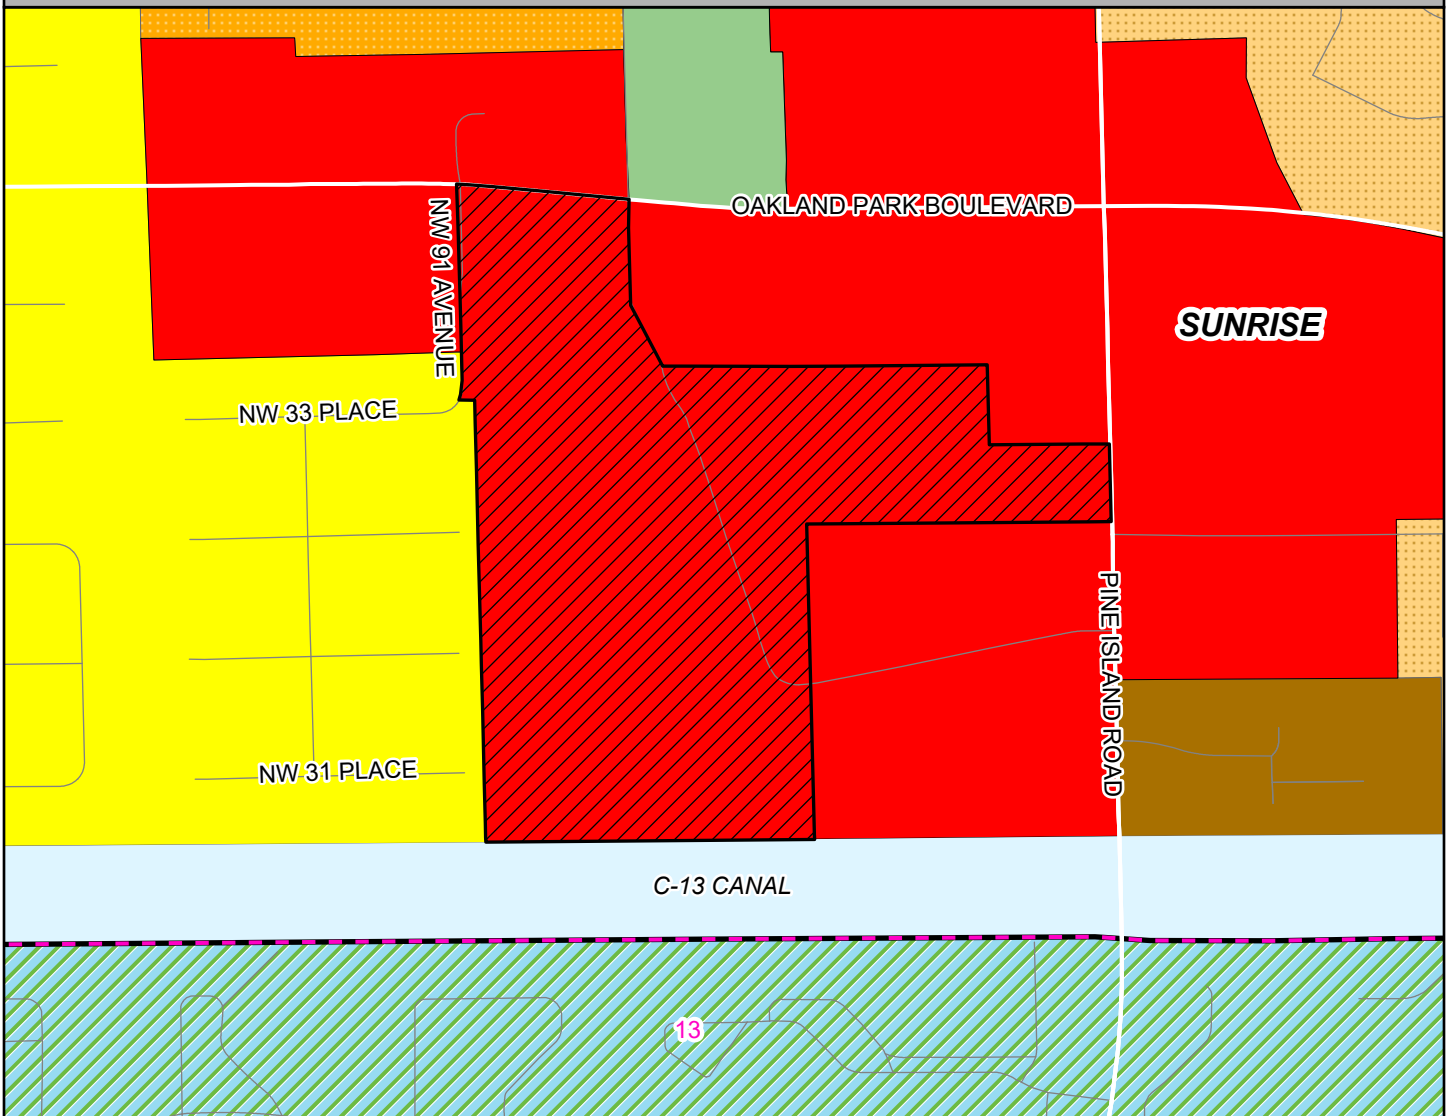 OAKLAND PARK BOULEVARD
NW 91 AVENUE
SUNRISE
NW 33 PLACE
PINE ISLAND ROAD
NW 31 PLACE
C-13 CANAL
13